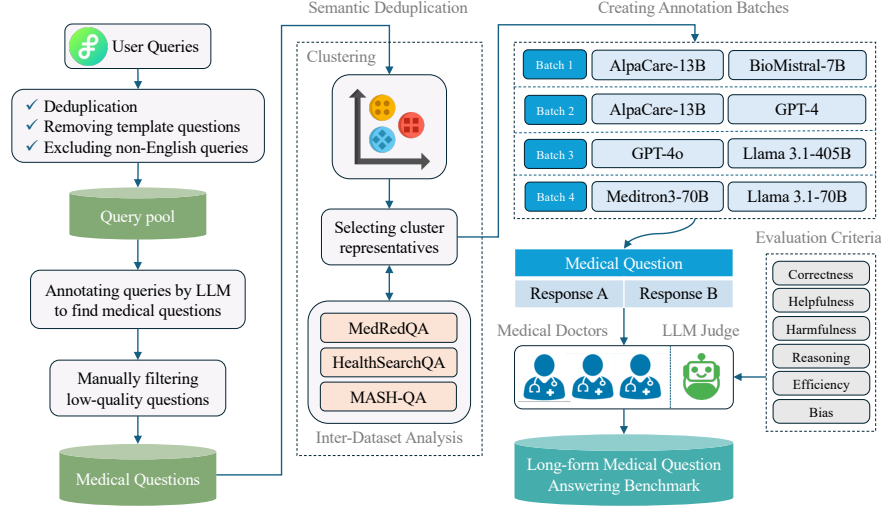 User Queries
✓ Deduplication
✓ Removing template questions
✓ Excluding non-English queries
Query pool
Annotating queries by LLM
to find medical questions
Manually filtering
low-quality questions
Medical Questions
Semantic Deduplication
Clustering
Selecting cluster
representatives
MedRedQA
HealthSearchQA
MASH-QA
Inter-Dataset Analysis
Creating Annotation Batches
Batch 1 AlpaCare-13B BioMistral-7B
Batch 2 AlpaCare-13B GPT-4
Batch 3 GPT-4o Llama 3.1-405B
Batch 4 Meditron3-70B Llama 3.1-70B
Medical Question
Response A Response B
Medical Doctors LLM Judge
Evaluation Criteria
Correctness
Helpfulness
Harmfulness
Reasoning
Efficiency
Bias
Long-form Medical Question
Answering Benchmark